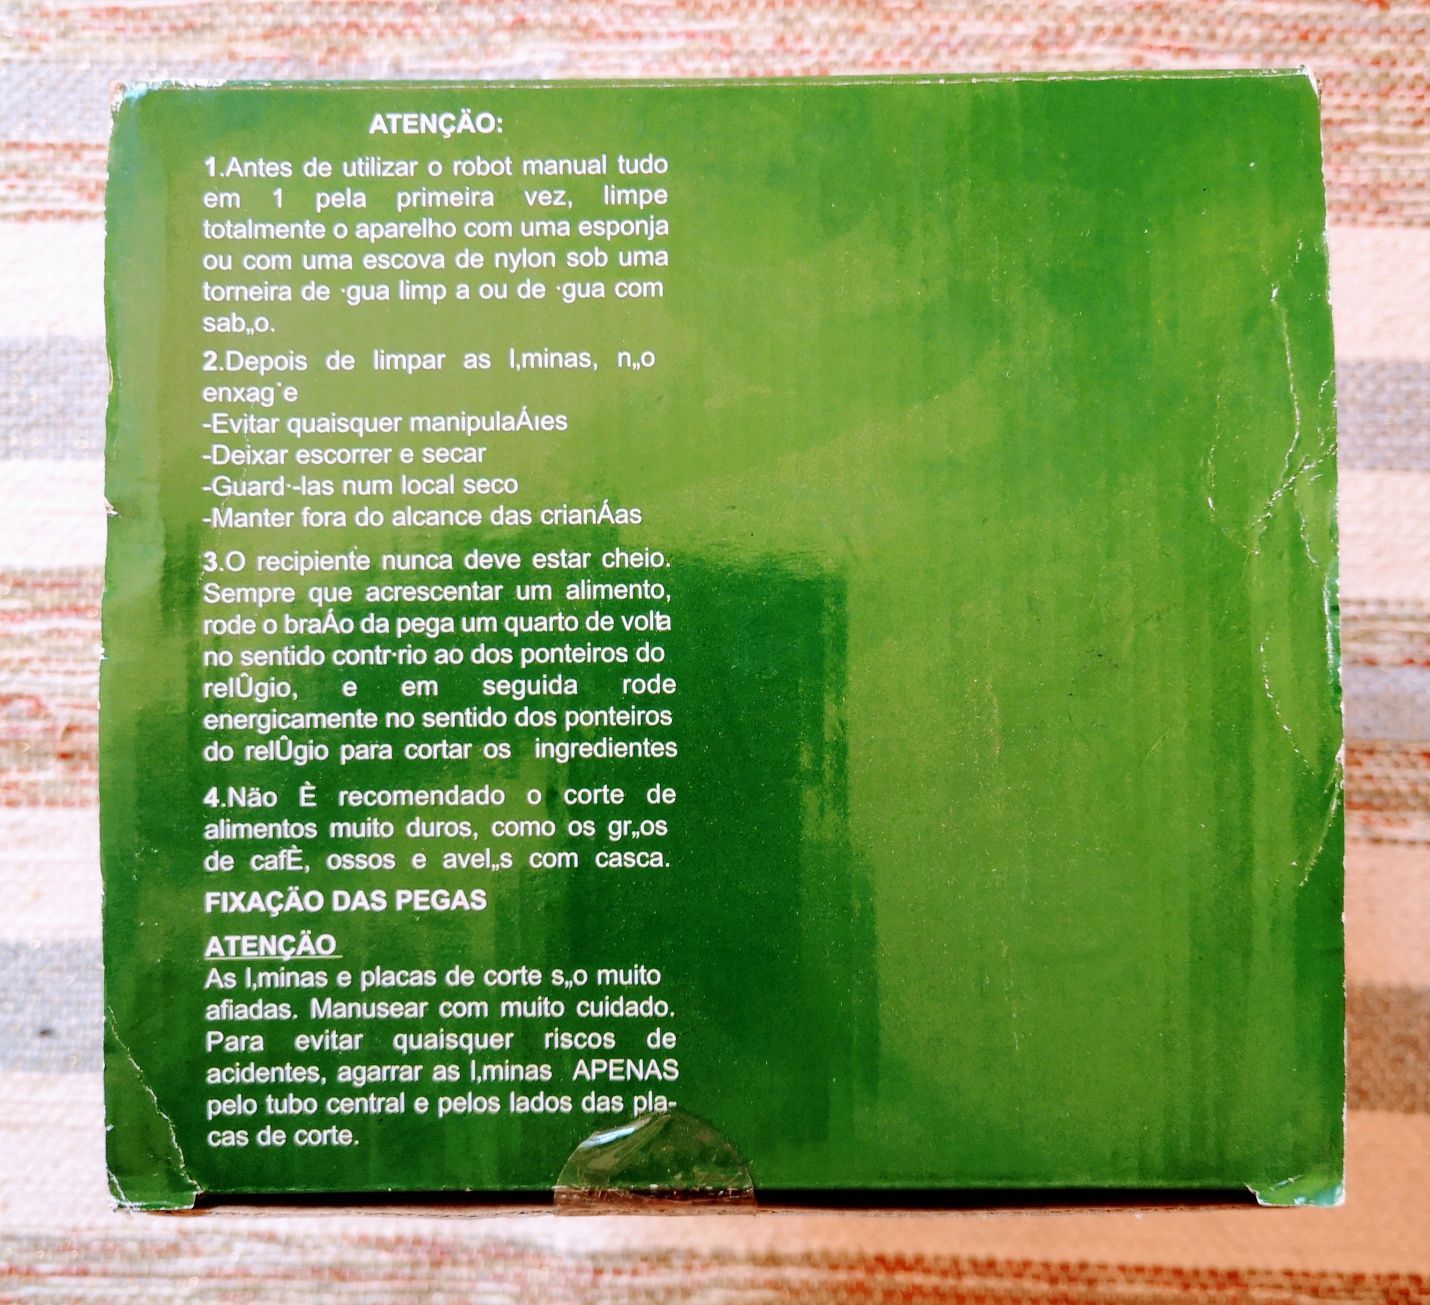 ATENÇÄO:
1.Antes de utilizar o robot manual tudo
em 1 pela primeira vez, limpe
totalmente o aparelho com uma esponja
ou com uma escova de nylon sob uma
torneira de ·gua limp a ou de ·gua com
sab„o.
2.Depois de limpar as l‚minas, n„o
enxag˙e
-Evitar quaisquer manipulaÁıes
-Deixar escorrer e secar
-Guard·-las num local seco
-Manter fora do alcance das crianÁas
3.O recipiente nunca deve estar cheio.
Sempre que acrescentar um alimento,
rode o braÁo da pega um quarto de volta
no sentido contr·rio ao dos ponteiros do
relÛgio, e em seguida rode
energicamente no sentido dos ponteiros
do relÛgio para cortar os ingredientes
4.Näo È recomendado o corte de
alimentos muito duros, como os gr„os
de cafÈ, ossos e avel„s com casca.
FIXAÇÄO DAS PEGAS
ATENÇÄO
As l‚minas e placas de corte s„o muito
afiadas. Manusear com muito cuidado.
Para evitar quaisquer riscos de
acidentes, agarrar as l‚minas APENAS
pelo tubo central e pelos lados das pla-
cas de corte.